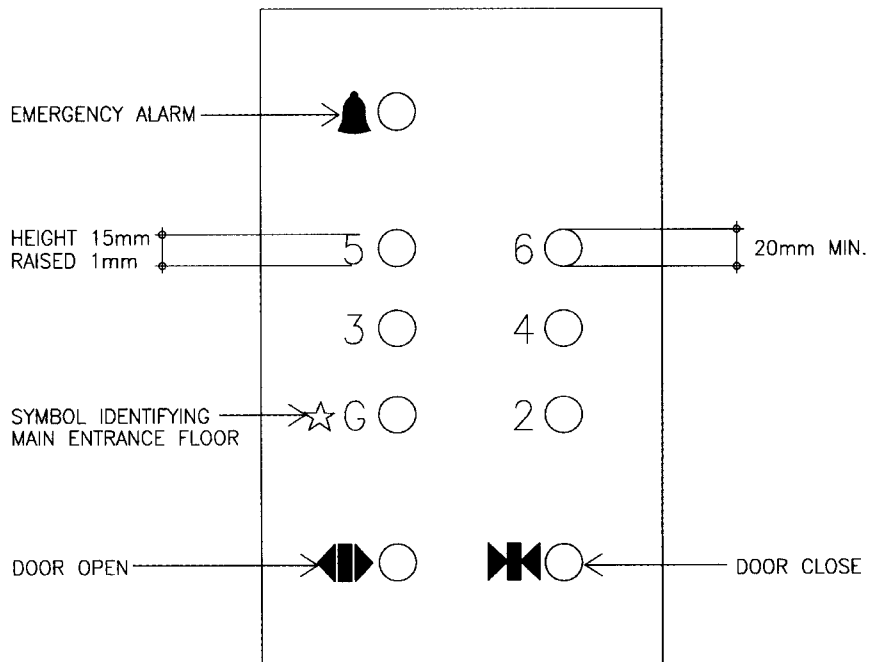 EMERGENCY ALARM
HEIGHT 15mm
RAISED 1mm
5
6
20mm MIN.
3
4
SYMBOL IDENTIFYING
MAIN ENTRANCE FLOOR
G
2
DOOR OPEN
DOOR CLOSE